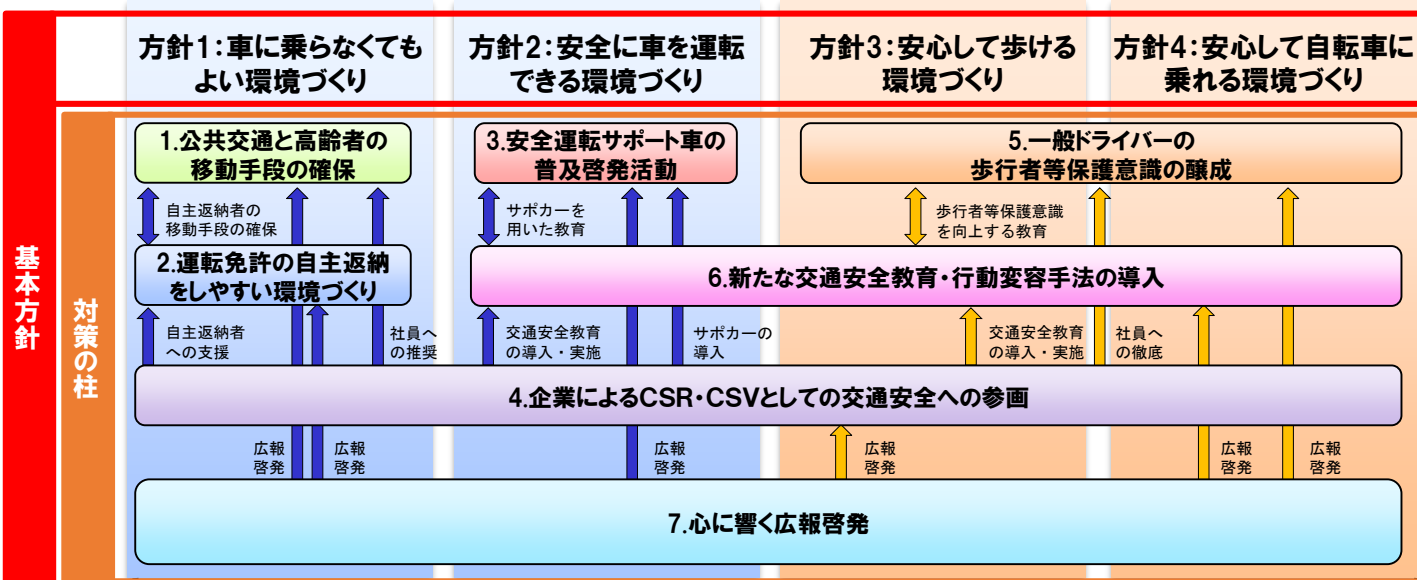 方針1:車に乗らなくても
よい環境づくり
方針2:安全に車を運転
できる環境づくり
方針3:安心して歩ける
環境づくり
方針4:安心して自転車に
乗れる環境づくり
基本方針
対策の柱
1.公共交通と高齢者の
移動手段の確保
3.安全運転サポート車の
普及啓発活動
5.一般ドライバーの
歩行者等保護意識の醸成
自主返納者の
移動手段の確保
サポカーを
用いた教育
歩行者等保護意識
を向上する教育
2.運転免許の自主返納
をしやすい環境づくり
6.新たな交通安全教育・行動変容手法の導入
自主返納者
への支援
社員へ
の推奨
交通安全教育
の導入・実施
サポカーの
導入
交通安全教育
の導入・実施
社員へ
の徹底
4.企業によるCSR・CSVとしての交通安全への参画
広報
啓発
広報
啓発
広報
啓発
広報
啓発
広報
啓発
広報
啓発
7.心に響く広報啓発